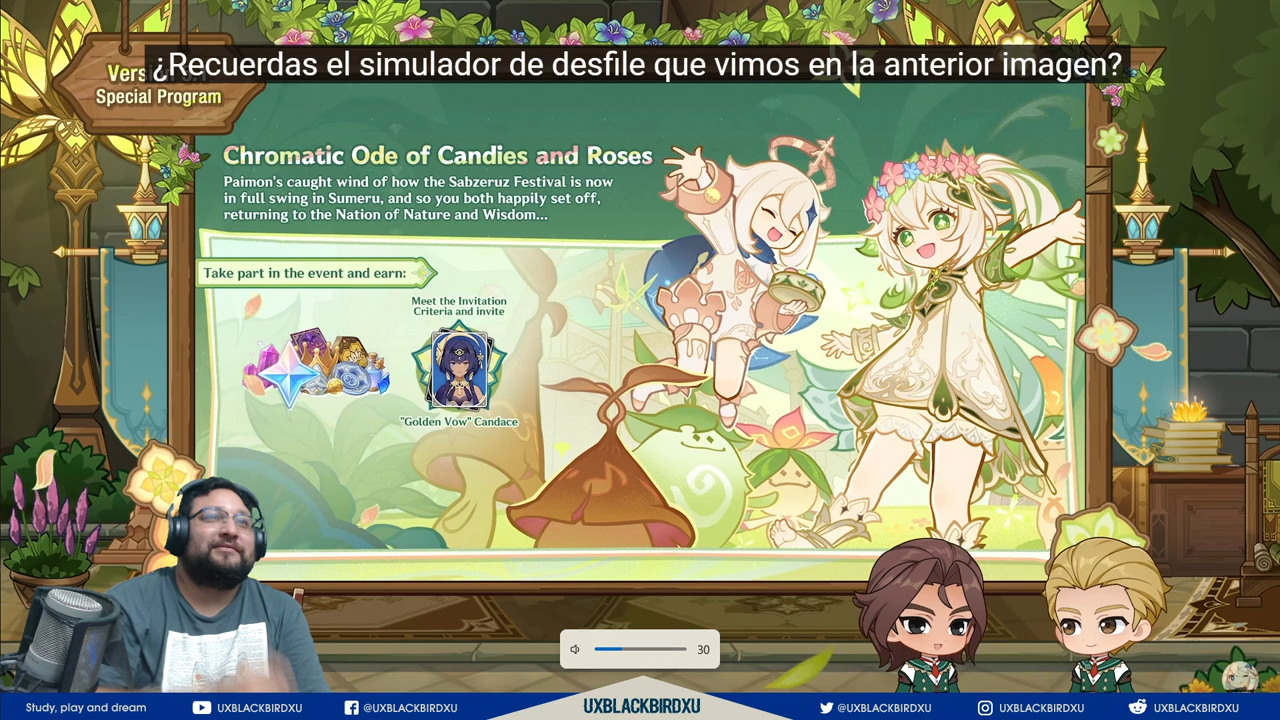 ¿Recuerdas el simulador de desfile que vimos en la anterior imagen?
Special Program
Chromatic Ode of Candies and Roses
Paimon's caught wind of how the Sabzeruz Festival is now
in full swing in Sumeru, and so you both happily set off,
returning to the Nation of Nature and Wisdom...
Take part in the event and earn:
Meet the Invitation
Criteria and invite
"Golden Vow" Candace
30
Study, play and dream
UXBLACKBIRDXU
@UXBLACKBIRDXU
UXBLACKBIRDXU
@UXBLACKBIRDXU
UXBLACKBIRDXU
UXBLACKBIRDXU